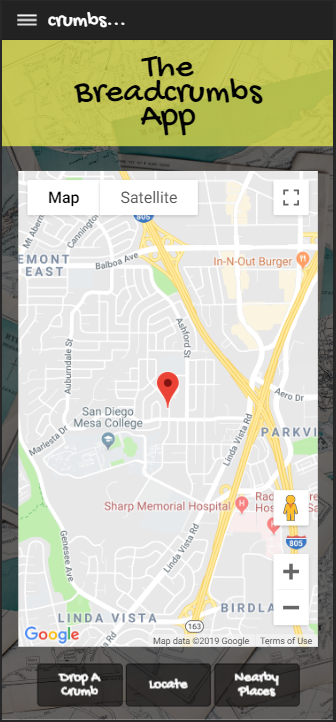 crumbs...
The
Breadcrumbs
App
Map
Satellite
805
Mt Abern
Cannington
EMONT
EAST
Balboa Ave
In-N-Out Burger
Ashford St
Auburndale St
Aero Dr
San Diego
Mesa College
Marlesta Dr
Linda Vista Rd
PARKVI
Sharp Memorial Hospital
H
Hos
805
Linda Vista Rd
Genesee Ave
LINDA VISTA
BIRDLA
163
Google
Map data ©2019 Google
Terms of Use
Drop A
Crumb
Locate
Nearby
Places